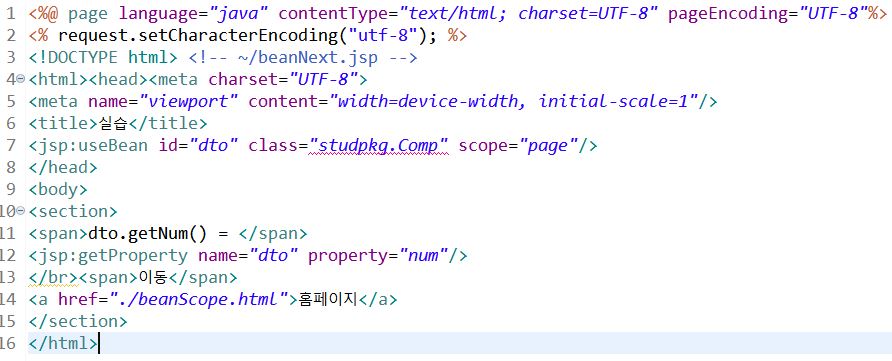 1 <%@ page language="java" contentType="text/html; charset=UTF-8" pageEncoding="UTF-8"%>
2 <% request.setCharacterEncoding("utf-8"); %>
3 <!DOCTYPE html> <!-- ~/beanNext.jsp -->
4 <html><head><meta charset="UTF-8">
5 <meta name="viewport" content="width=device-width, initial-scale=1"/>
6 <title>실습</title>
7 <jsp:useBean id="dto" class="studpkg.Comp" scope="page"/>
8 </head>
9 <body>
10 <section>
11 <span>dto.getNum() = </span>
12 <jsp:getProperty name="dto" property="num"/>
13 </br><span>이동</span>
14 <a href="./beanScope.html">홈페이지</a>
15 </section>
16 </html>